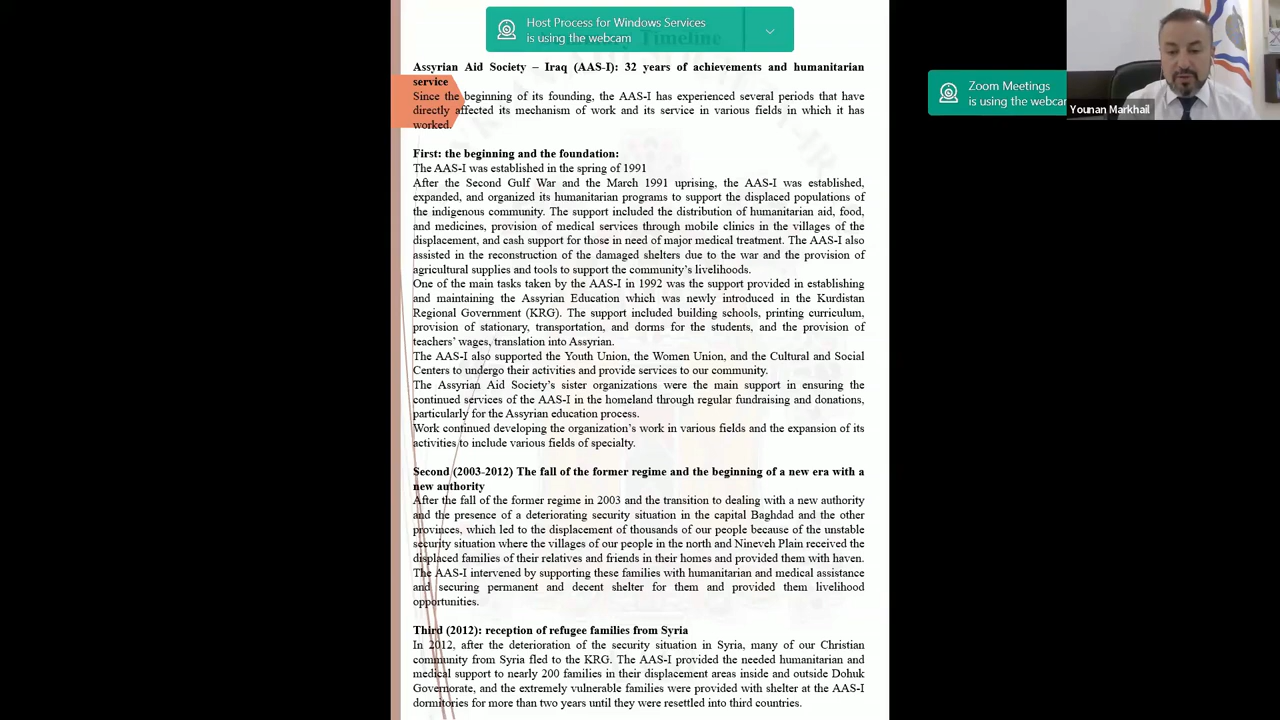 Host Process for Windows Services
is using the webcam
Timeline
Zoom Meetings
is using the webcam
Younan Markhail
Assyrian Aid Society – Iraq (AAS-I): 32 years of achievements and humanitarian
service
Since the beginning of its founding, the AAS-I has experienced several periods that have
directly affected its mechanism of work and its service in various fields in which it has
worked.
First: the beginning and the foundation:
The AAS-I was established in the spring of 1991
After the Second Gulf War and the March 1991 uprising, the AAS-I was established,
expanded, and organized its humanitarian programs to support the displaced populations of
the indigenous community. The support included the distribution of humanitarian aid, food,
and medicines, provision of medical services through mobile clinics in the villages of the
displacement, and cash support for those in need of major medical treatment. The AAS-I also
assisted in the reconstruction of the damaged shelters due to the war and the provision of
agricultural supplies and tools to support the community's livelihoods.
One of the main tasks taken by the AAS-I in 1992 was the support provided in establishing
and maintaining the Assyrian Education which was newly introduced in the Kurdistan
Regional Government (KRG). The support included building schools, printing curriculum,
provision of stationary, transportation, and dorms for the students, and the provision of
teachers' wages, translation into Assyrian.
The AAS-I also supported the Youth Union, the Women Union, and the Cultural and Social
Centers to undergo their activities and provide services to our community.
The Assyrian Aid Society's sister organizations were the main support in ensuring the
continued services of the AAS-I in the homeland through regular fundraising and donations,
particularly for the Assyrian education process.
Work continued developing the organization's work in various fields and the expansion of its
activities to include various fields of specialty.
Second (2003-2012) The fall of the former regime and the beginning of a new era with a
new authority
After the fall of the former regime in 2003 and the transition to dealing with a new authority
and the presence of a deteriorating security situation in the capital Baghdad and the other
provinces, which led to the displacement of thousands of our people because of the unstable
security situation where the villages of our people in the north and Nineveh Plain received the
displaced families of their relatives and friends in their homes and provided them with haven.
The AAS-I intervened by supporting these families with humanitarian and medical assistance
and securing permanent and decent shelter for them and provided them livelihood
opportunities.
Third (2012): reception of refugee families from Syria
In 2012, after the deterioration of the security situation in Syria, many of our Christian
community from Syria fled to the KRG. The AAS-I provided the needed humanitarian and
medical support to nearly 200 families in their displacement areas inside and outside Dohuk
Governorate, and the extremely vulnerable families were provided with shelter at the AAS-I
dormitories for more than two years until they were resettled into third countries.